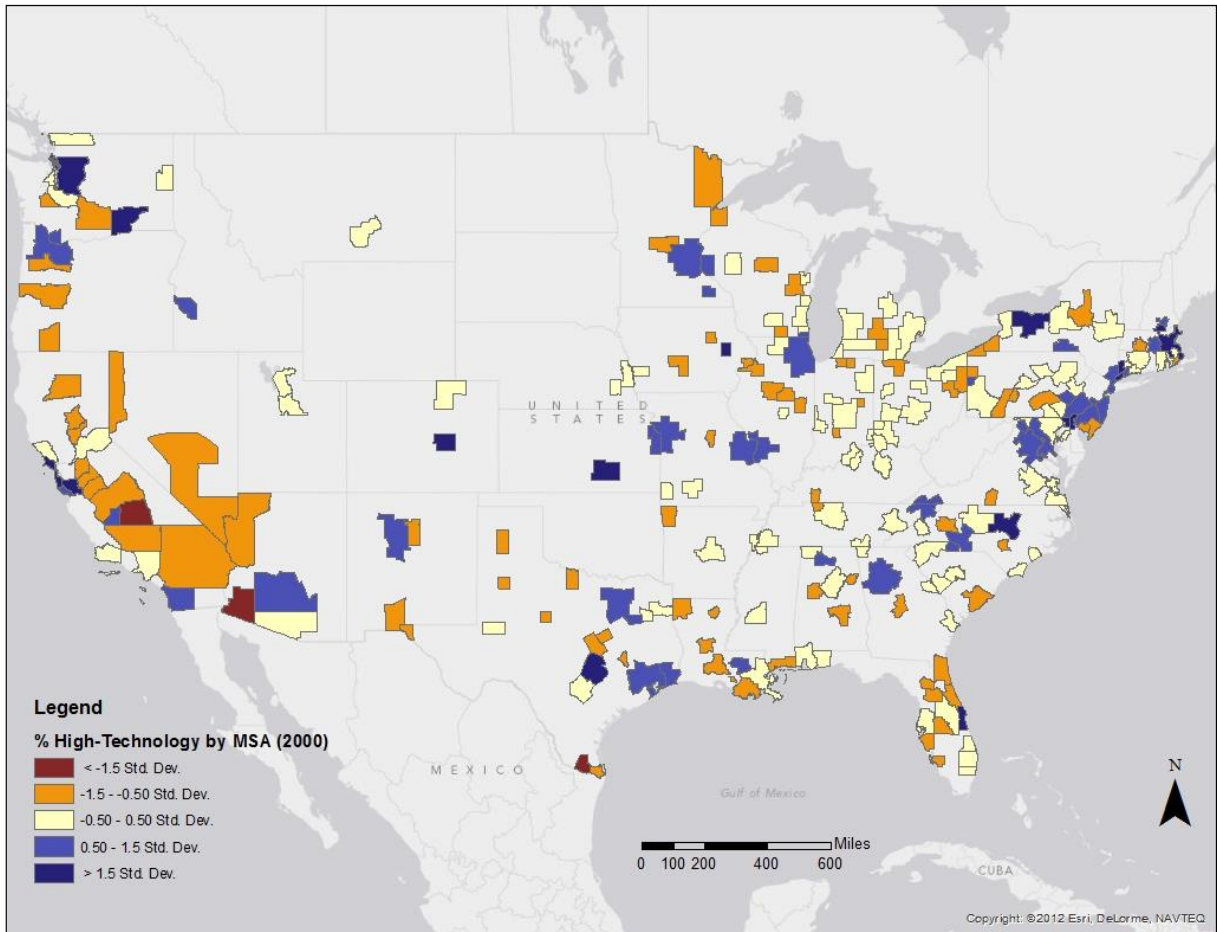 UNITED
STATES
Legend
% High-Technology by MSA (2000)
< -1.5 Std. Dev.
-1.5 - -0.50 Std. Dev.
-0.50 - 0.50 Std. Dev.
0.50 - 1.5 Std. Dev.
> 1.5 Std. Dev.
MEXICO
Gulf of Mexico
N
Miles
0 100 200 400 600
CUBA
Copyright: ©2012 Esri, DeLorme, NAVTEQ